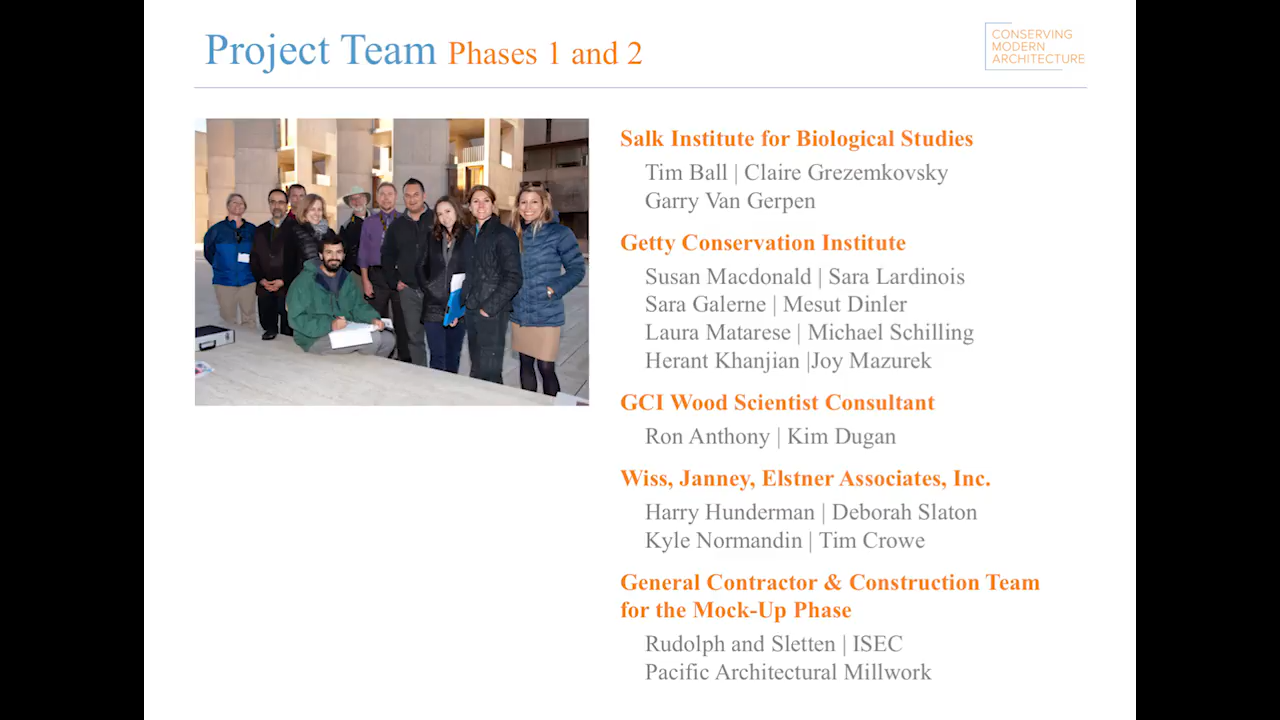 Project Team Phases 1 and 2
CONSERVING
MODERN
ARCHITECTURE
Salk Institute for Biological Studies
Tim Ball | Claire Grezemkovsky
Garry Van Gerpen
Getty Conservation Institute
Susan Macdonald | Sara Lardinois
Sara Galerne | Mesut Dinler
Laura Matarese | Michael Schilling
Herant Khanjian |Joy Mazurek
GCI Wood Scientist Consultant
Ron Anthony | Kim Dugan
Wiss, Janney, Elstner Associates, Inc.
Harry Hunderman | Deborah Slaton
Kyle Normandin | Tim Crowe
General Contractor & Construction Team
for the Mock-Up Phase
Rudolph and Sletten | ISEC
Pacific Architectural Millwork